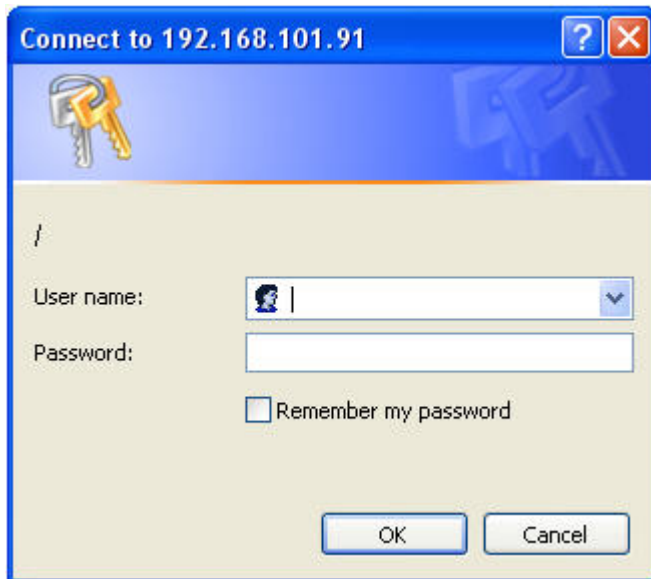 Connect to 192.168.101.91
/
User name:
Password:
Remember my password
OK Cancel